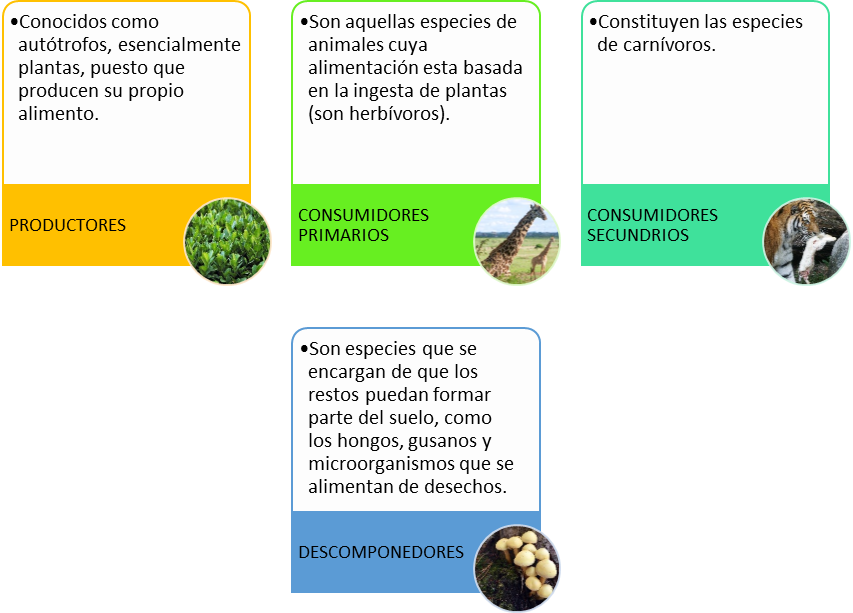 •Conocidos como
autótrofos, esencialmente
plantas, puesto que
producen su propio
alimento.
PRODUCTORES
•Son aquellas especies de
animales cuya
alimentación esta basada
en la ingesta de plantas
(son herbívoros).
CONSUMIDORES
PRIMARIOS
•Constituyen las especies
de carnívoros.
CONSUMIDORES
SECUNDRIOS
•Son especies que se
encargan de que los
restos puedan formar
parte del suelo, como
los hongos, gusanos y
microorganismos que se
alimentan de desechos.
DESCOMPONEDORES